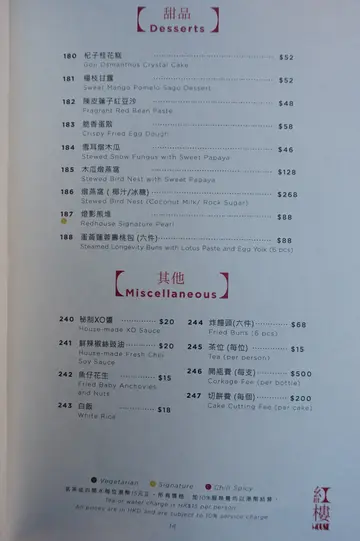 甜品
Desserts
180 杞子桂花糕 $52
Goji Osmanthus Crystal Cake
181 楊枝甘露 $52
Sweet Mango Pomelo Sago Dessert
182 陳皮蓮子紅豆沙 $48
Fragrant Red Bean Paste
183 脆香蛋散 $58
Crispy Fried Egg Dough
184 雪耳燉木瓜 $46
Stewed Snow Fungus with Sweet Papaya
185 木瓜燉燕窩 $128
Stewed Bird Nest with Sweet Papaya
186 燉燕窩 ( 椰汁/冰糖) $268
Stewed Bird Nest (Coconut Milk/ Rock Sugar)
187 $88
Redhouse Signature Pearl
188 蛋黃蓮蓉壽桃包 (六件) $88
Steamed Longevity Buns with Lotus Paste and Egg Yolk (6 pcs)
其他
Miscellaneous
240 秘制XO醬 $20
House-made XO Sauce
241 鮮辣椒絲豉油 $20
House-made Fresh Chili
Soy Sauce
242 魚仔花生 $15
Fried Baby Anchovies
and Nuts
243 白飯 $18
White Rice
244 炸饅頭(六件) $68
Fried Buns (6 pcs)
245 茶位 (每位) $15
Tea (per person)
246 開瓶費 (每支) $500
Corkage Fee (per bottle)
247 切餅費 (每個) $200
Cake Cutting Fee (per cake)
Vegetarian Signature Chili Spicy
Tea or water charge is HK$15 per person
All prices are in HKD and are subject to 10% service charge
紅樓
HOUSE